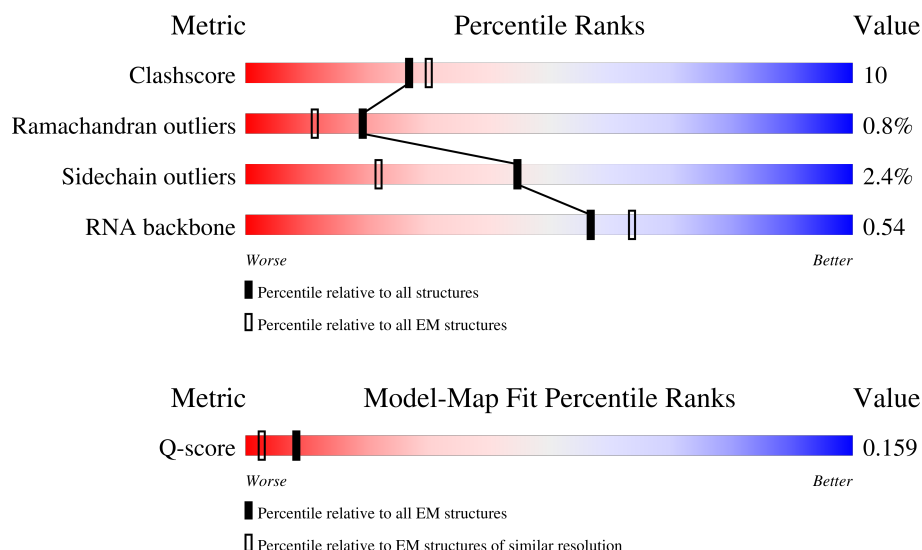 Metric Percentile Ranks Value
Clashscore 10
Ramachandran outliers 0.8%
Sidechain outliers 2.4%
RNA backbone 0.54
Worse Better
Percentile relative to all structures
Percentile relative to all EM structures
Metric Model-Map Fit Percentile Ranks Value
Q-score 0.159
Worse Better
Percentile relative to all EM structures
Percentile relative to EM structures of similar resolution